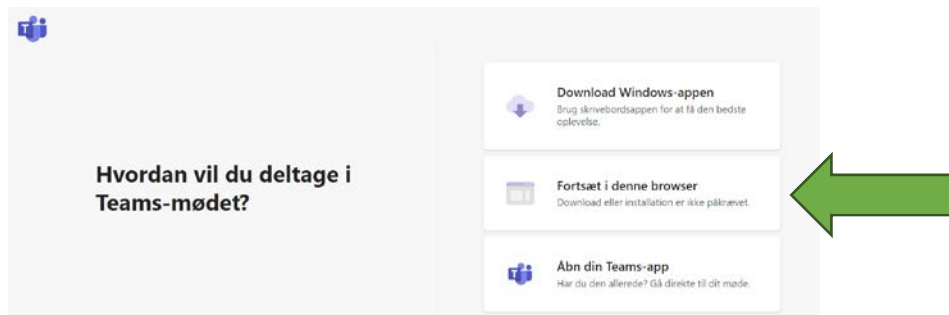 Hvordan vil du deltage i
Teams-mødet?
Download Windows-appen
Brug skrivebordsappen for at få den bedste
oplevelse.
Fortsæt i denne browser
Download eller installation er ikke påkrævet.
Åbn din Teams-app
Har du den allerede? Gå direkte til dit møde.